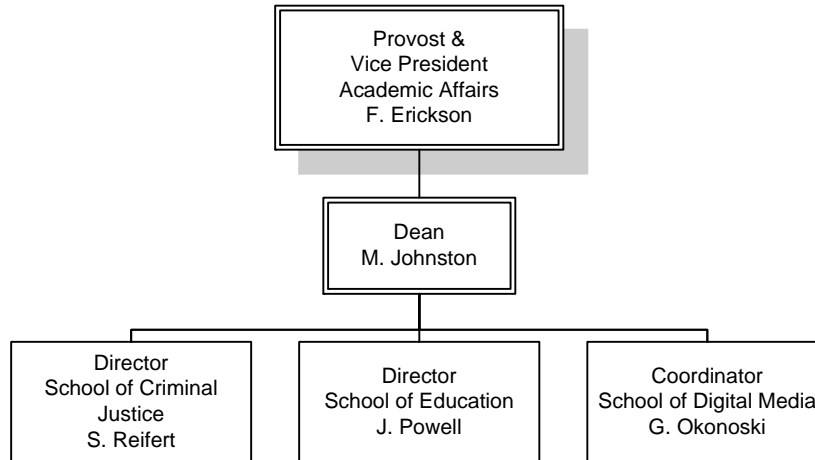 Provost &
Vice President
Academic Affairs
F. Erickson
Dean
M. Johnston
Director
School of Criminal
Justice
S. Reifert
Director
School of Education
J. Powell
Coordinator
School of Digital Media
G. Okonoski